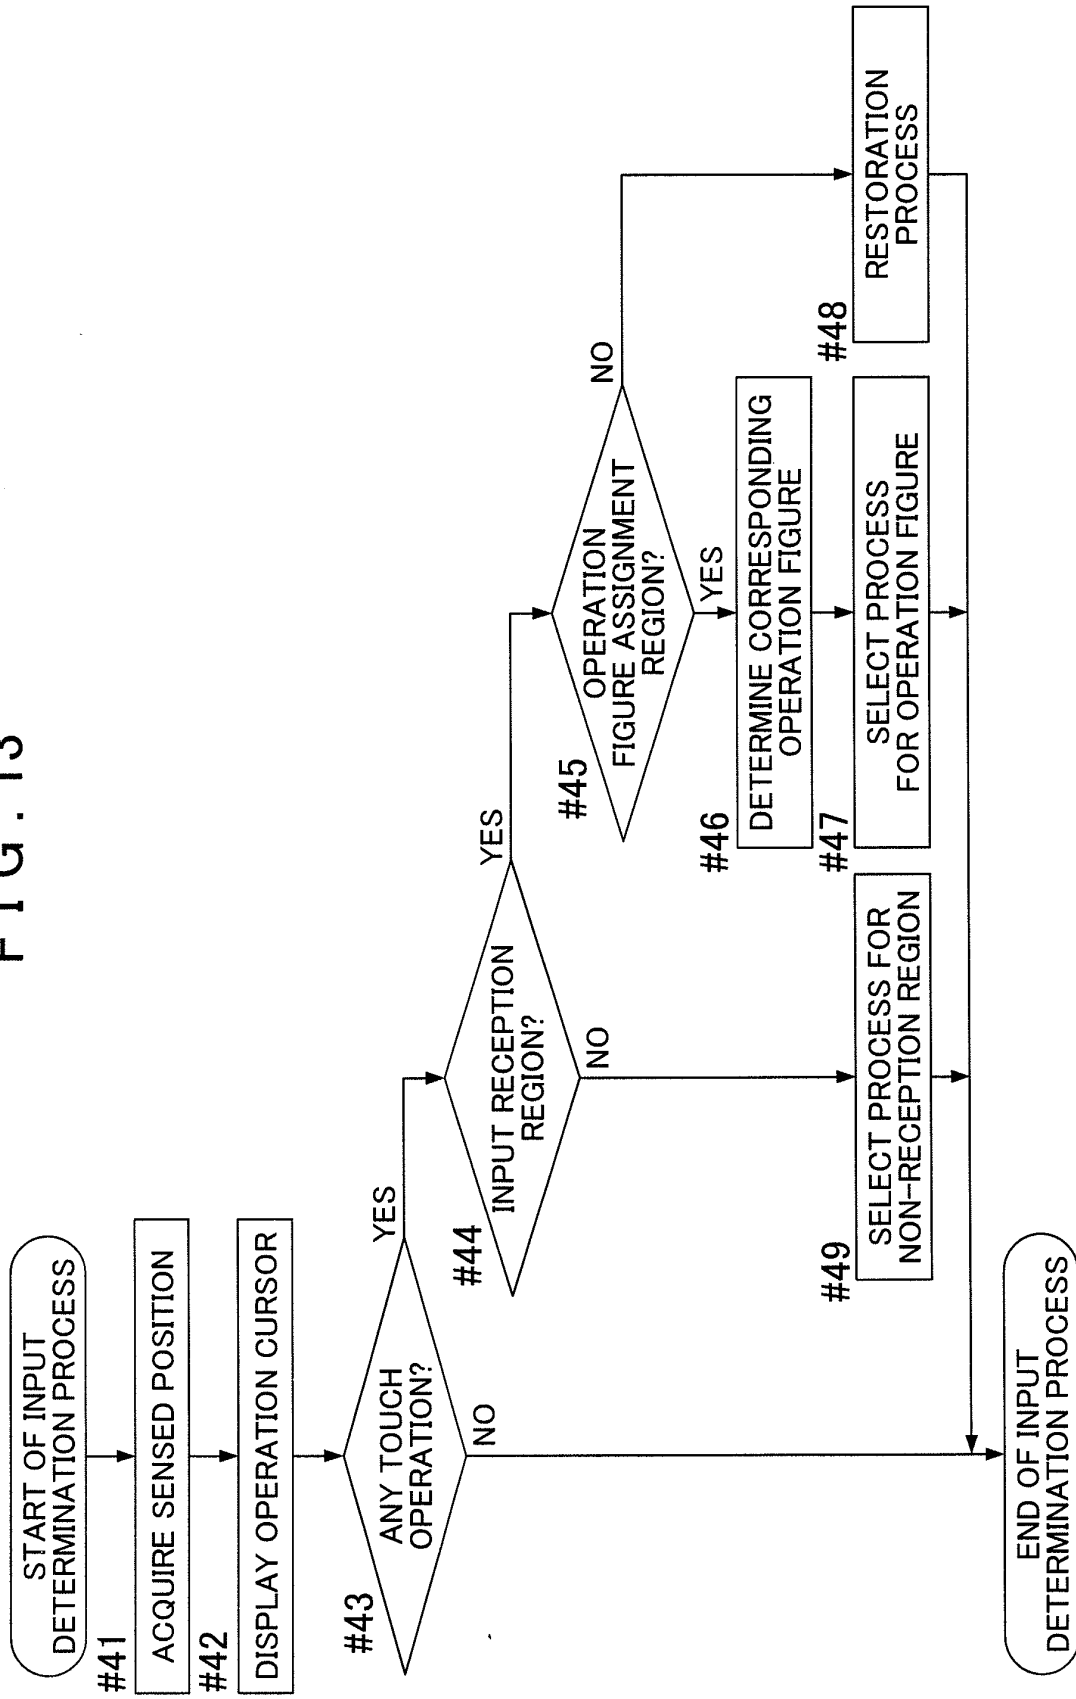 FIG.13
START OF INPUT
DETERMINATION PROCESS
#41
ACQUIRE SENSED POSITION
#42
DISPLAY OPERATION CURSOR
#43
ANY TOUCH
OPERATION?
YES
NO
#44
INPUT RECEPTION
REGION?
YES
NO
#45
OPERATION
FIGURE ASSIGNMENT
REGION?
NO
YES
#46
DETERMINE CORRESPONDING
OPERATION FIGURE
#47
SELECT PROCESS
FOR OPERATION FIGURE
#48
RESTORATION
PROCESS
#49
SELECT PROCESS FOR
NON-RECEPTION REGION
END OF INPUT
DETERMINATION PROCESS